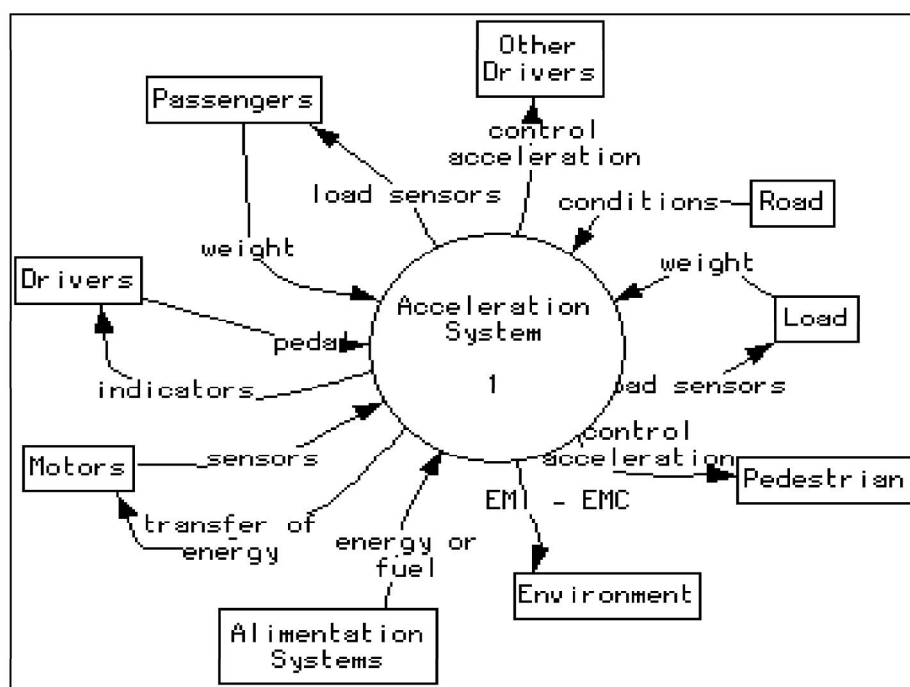 Other
Drivers
Passengers
control
acceleration
load sensors
conditions
Road
weight
weight
Drivers
Acceleration
System
Load
pedal
indicators
load sensors
1
control
acceleration
Motors
sensors
Pedestrian
EMI - EMC
transfer of
energy
energy or
fuel
Environment
Alimentation
Systems